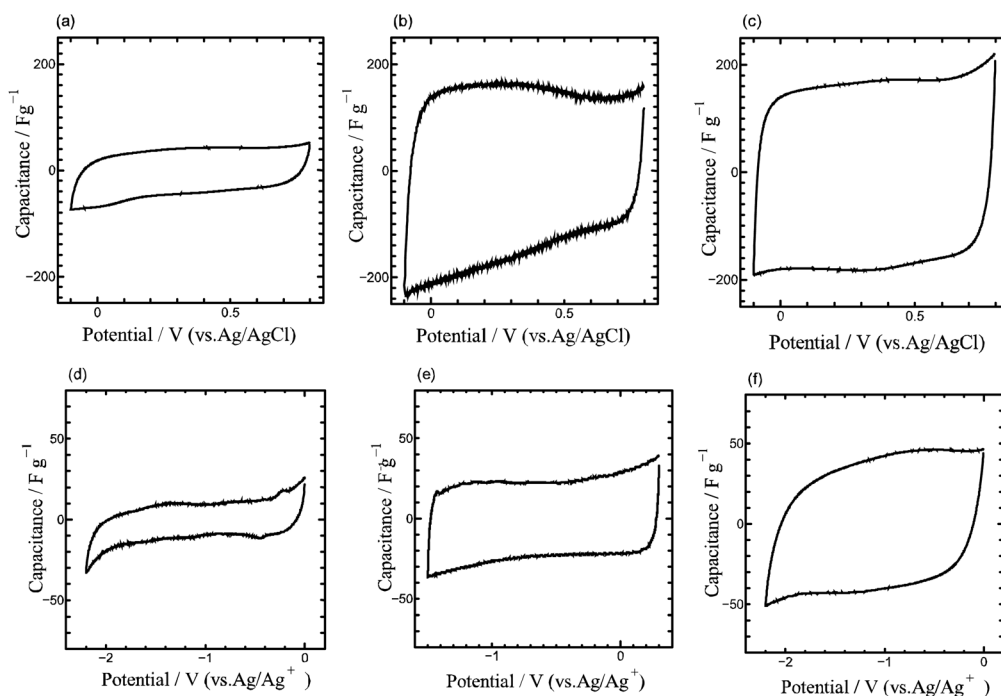 (a)
Capacitance / Fg⁻¹
200
0
−200
0
0.5
Potential / V (vs.Ag/AgCl)
(b)
Capacitance / F g⁻¹
200
0
−200
0
0.5
Potential / V (vs.Ag/AgCl)
(c)
Capacitance / F g⁻¹
200
0
−200
0
0.5
Potential / V (vs.Ag/AgCl)
(d)
Capacitance / F g⁻¹
50
0
−50
−2
−1
0
Potential / V (vs.Ag/Ag⁺ )
(e)
Capacitance / F g⁻¹
50
0
−50
−1
0
Potential / V (vs.Ag/Ag⁺)
(f)
Capacitance / F g⁻¹
50
0
−50
−2
−1
0
Potential / V (vs.Ag/Ag⁺)